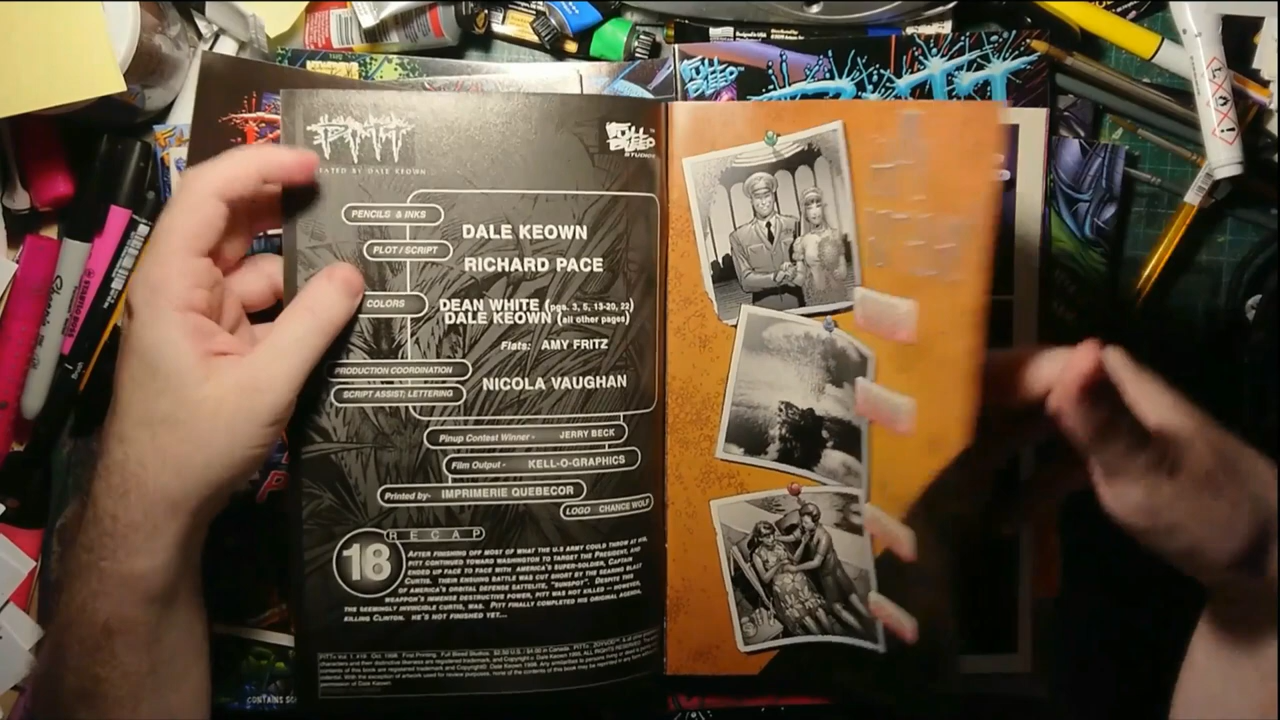 FULL BLEED
PITT
FULL BLEED STUDIOS
CREATED BY DALE KEOWN
PENCILS & INKS
DALE KEOWN
PLOT / SCRIPT
RICHARD PACE
COLORS
DEAN WHITE (pgs. 3, 5, 13-20, 22)
DALE KEOWN (all other pages)
Flats: AMY FRITZ
PRODUCTION COORDINATION
NICOLA VAUGHAN
SCRIPT ASSIST; LETTERING
Pinup Contest Winner - JERRY BECK
Film Output - KELL-O-GRAPHICS
Printed by- IMPRIMERIE QUEBECOR
LOGO CHANCE WOLF
RECAP
18
AFTER FINISHING OFF MOST OF WHAT THE U.S ARMY COULD THROW AT HIM,
PITT CONTINUED TOWARD WASHINGTON TO TARGET THE PRESIDENT, AND
ENDED UP FACE TO FACE WITH AMERICA'S SUPER-SOLDIER, CAPTAIN
CURTIS. THEIR ENSUING BATTLE WAS CUT SHORT BY THE SEARING BLAST
OF AMERICA'S ORBITAL DEFENSE SATTELITE, "SUNSPOT". DESPITE THIS
WEAPON'S IMMENSE DESTRUCTIVE POWER, PITT WAS NOT KILLED — HOWEVER,
THE SEEMINGLY INVINCIBLE CURTIS, WAS. PITT FINALLY COMPLETED HIS ORIGINAL AGENDA,
KILLING CLINTON. HE'S NOT FINISHED YET...